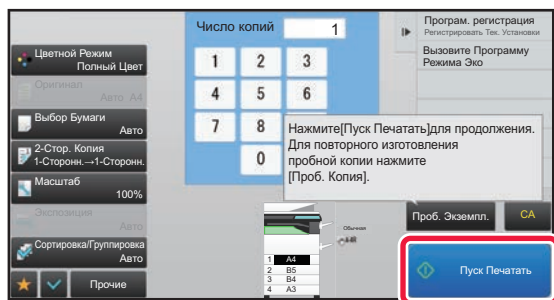 Число копий
1
Програм. регистрация
Регистрировать Тек. Установки
Вызовите Программу
Режима Эко
Цветной Режим
Полный Цвет
Оригинал
Авто A4
Выбор Бумаги
Авто
2-Стор. Копия
1-Сторонн.→1-Сторонн.
Масштаб
100%
Экспозиция
Авто
Сортировка/Группировка
Авто
Прочие
1 2 3
4 5 6
7 8
0
Нажмите[Пуск Печатать]для продолжения.
Для повторного изготовления
пробной копии нажмите
[Проб. Копия].
Обычная
1 A4
2 B5
3 B4
4 A3
Проб. Экземпл.
CA
Пуск Печатать